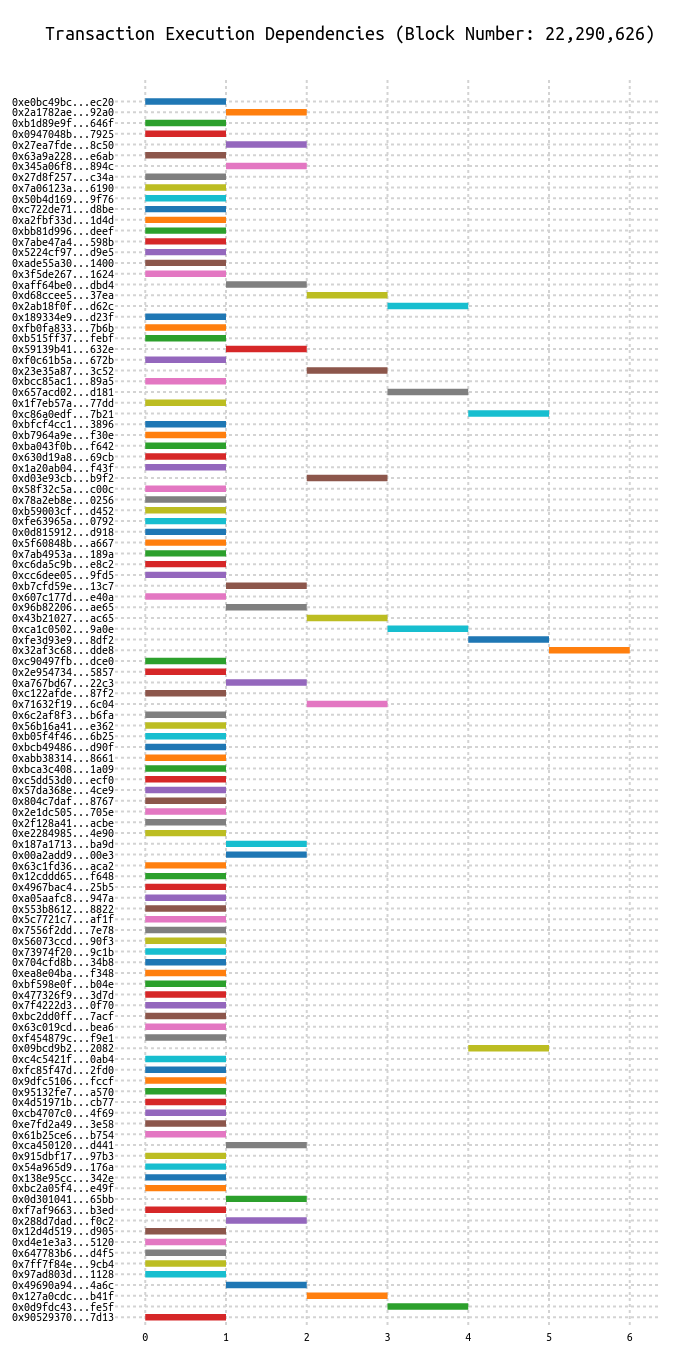 Transaction Execution Dependencies (Block Number: 22,290,626)
0xe0bc49bc...ec20
0x2a1782ae...92a0
0xb1d89e9f...646f
0x0947048b...7925
0x27ea7fde...8c50
0x63a9a228...e6ab
0x345a06f8...894c
0x27d8f257...c34a
0x7a06123a...6190
0x50b4d169...9f76
0xc722de71...d8be
0xa2fbf33d...1d4d
0xbb81d996...deef
0x7abe47a4...598b
0x5224cf97...d9e5
0xade55a30...1400
0x3f5de267...1624
0xaff64be0...dbd4
0xd68ccee5...37ea
0x2ab18f0f...d62c
0x189334e9...d23f
0xfb0fa833...7b6b
0xb515ff37...febf
0x59139b41...632e
0xf0c61b5a...672b
0x23e35a87...3c52
0xbcc85ac1...89a5
0x657acd02...d181
0x1f7eb57a...77dd
0xc86a0edf...7b21
0xbfcf4cc1...3896
0xb7964a9e...f30e
0xba043f0b...f642
0x630d19a8...69cb
0x1a20ab04...f43f
0xd03e93cb...b9f2
0x58f32c5a...c00c
0x78a2eb8e...0256
0xb59003cf...d452
0xfe63965a...0792
0x0d815912...d918
0x5f60848b...a667
0x7ab4953a...189a
0xc6da5c9b...e8c2
0xcc6dee05...9fd5
0xb7cfd59e...13c7
0x607c177d...e40a
0x96b82206...ae65
0x43b21027...ac65
0xca1c0502...9a0e
0xfe3d93e9...8df2
0x32af3c68...dde8
0xc90497fb...dce0
0x2e954734...5857
0xa767bd67...22c3
0xc122afde...87f2
0x71632f19...6c04
0x6c2af8f3...b6fa
0x56b16a41...e362
0xb05f4f46...6b25
0xbcb49486...d90f
0xabb38314...8661
0xbca3c408...1a09
0xc5dd53d0...ecf0
0x57da368e...4ce9
0x804c7daf...8767
0x2e1dc505...705e
0x2f128a41...acbe
0xe2284985...4e90
0x187a1713...ba9d
0x00a2add9...00e3
0x63c1fd36...aca2
0x12cddd65...f648
0x4967bac4...25b5
0xa05aafc8...947a
0x553b8612...8822
0x5c7721c7...af1f
0x7556f2dd...7e78
0x56073ccd...90f3
0x73974f20...9c1b
0x704cfd8b...34b8
0xea8e04ba...f348
0xbf598e0f...b04e
0x477326f9...3d7d
0x7f4222d3...0f70
0xbc2dd0ff...7acf
0x63c019cd...bea6
0xf454879c...f9e1
0x09bcd9b2...2082
0xc4c5421f...0ab4
0xfc85f47d...2fd0
0x9dfc5106...fccf
0x95132fe7...a570
0x4d51971b...cb77
0xcb4707c0...4f69
0xe7fd2a49...3e58
0x61b25ce6...b754
0xca450120...d441
0x915dbf17...97b3
0x54a965d9...176a
0x138e95cc...342e
0xbc2a05f4...e49f
0x0d301041...65bb
0xf7af9663...b3ed
0x288d7dad...f0c2
0x12d4d519...d905
0xd4e1e3a3...5120
0x647783b6...d4f5
0x7ff7f84e...9cb4
0x97ad803d...1128
0x49690a94...4a6c
0x127a0cdc...b41f
0x0d9fdc43...fe5f
0x90529370...7d13
0 1 2 3 4 5 6